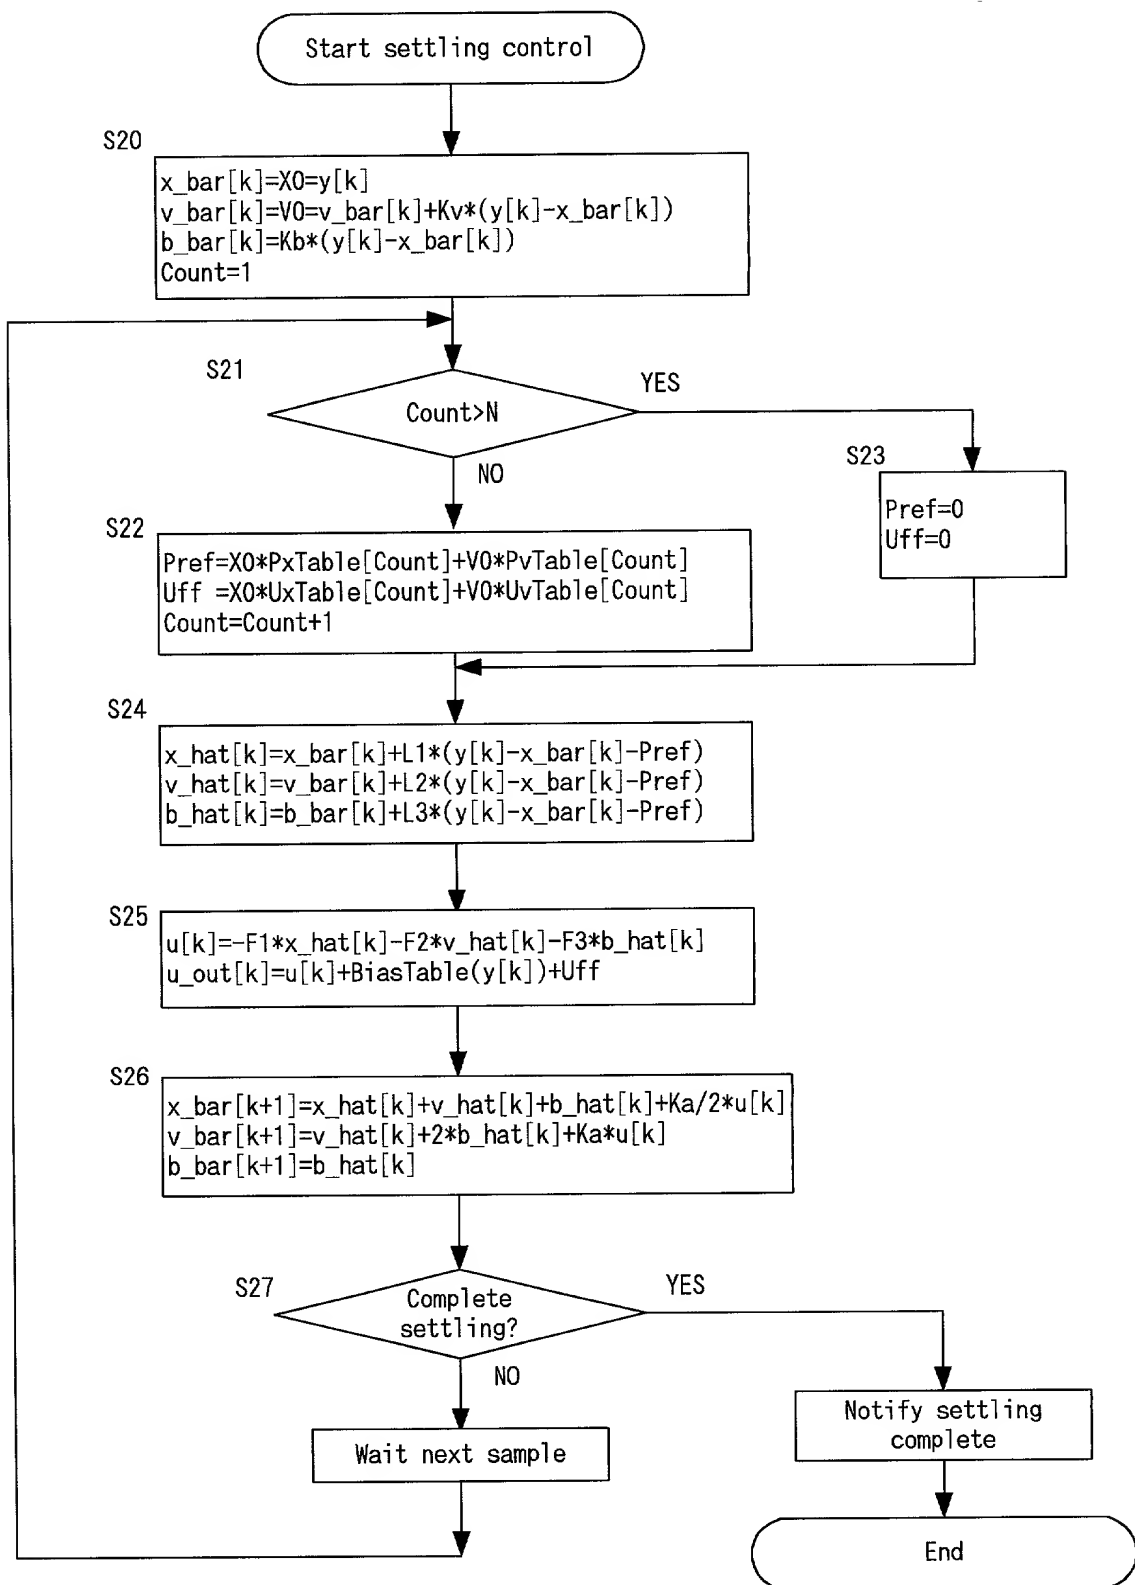 Start settling control
S20
x_bar[k]=X0=y[k]
v_bar[k]=V0=v_bar[k]+Kv*(y[k]-x_bar[k])
b_bar[k]=Kb*(y[k]-x_bar[k])
Count=1
S21
Count>N
YES
NO
S23
Pref=0
Uff=0
S22
Pref=X0*PxTable[Count]+V0*PvTable[Count]
Uff =X0*UxTable[Count]+V0*UvTable[Count]
Count=Count+1
S24
x_hat[k]=x_bar[k]+L1*(y[k]-x_bar[k]-Pref)
v_hat[k]=v_bar[k]+L2*(y[k]-x_bar[k]-Pref)
b_hat[k]=b_bar[k]+L3*(y[k]-x_bar[k]-Pref)
S25
u[k]=-F1*x_hat[k]-F2*v_hat[k]-F3*b_hat[k]
u_out[k]=u[k]+BiasTable(y[k])+Uff
S26
x_bar[k+1]=x_hat[k]+v_hat[k]+b_hat[k]+Ka/2*u[k]
v_bar[k+1]=v_hat[k]+2*b_hat[k]+Ka*u[k]
b_bar[k+1]=b_hat[k]
S27
Complete
settling?
YES
NO
Wait next sample
Notify settling
complete
End